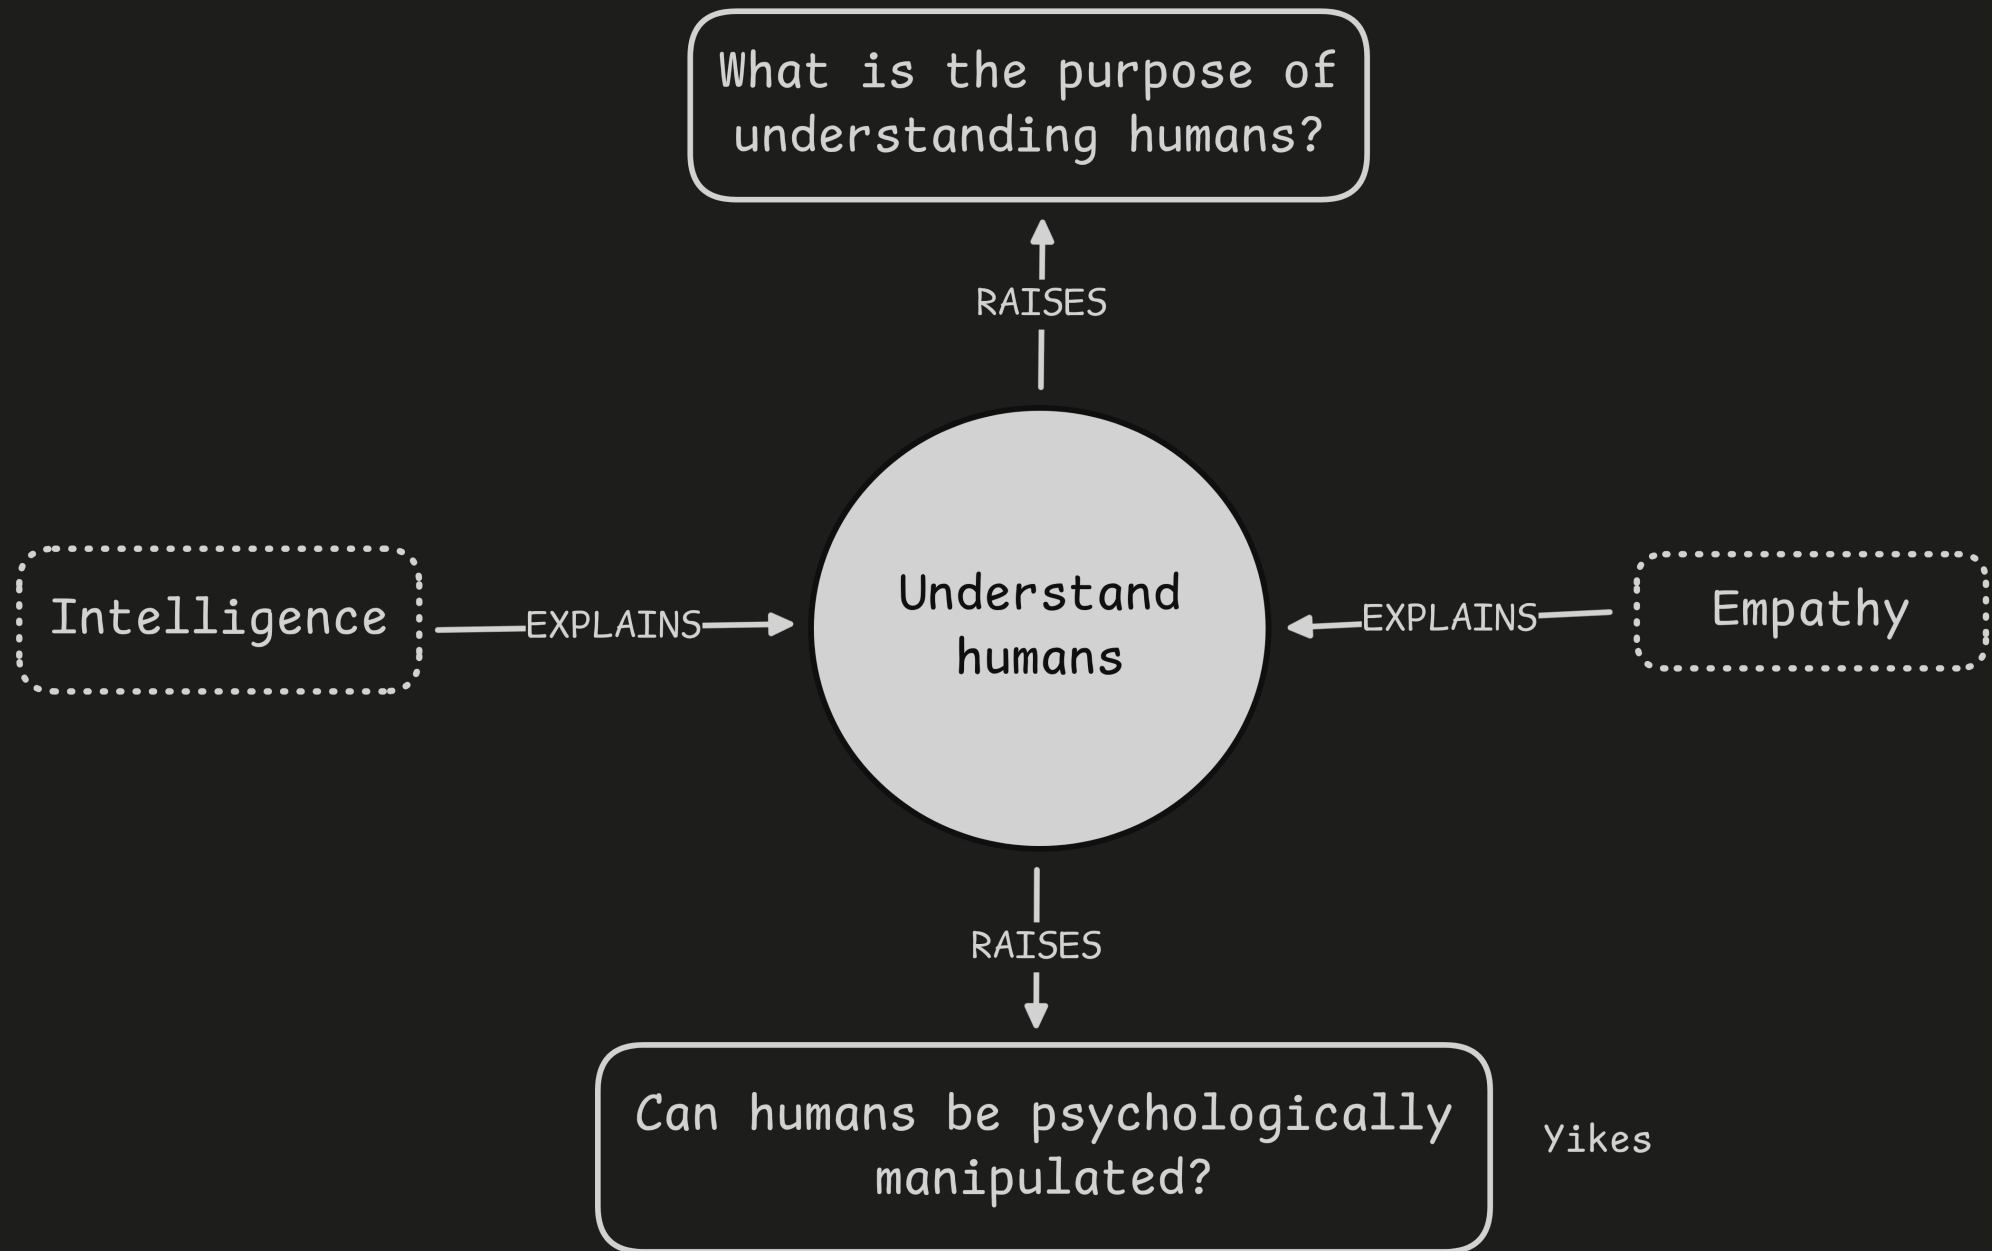 What is the purpose of
understanding humans?
RAISES
Intelligence
EXPLAINS
Understand
humans
EXPLAINS
Empathy
RAISES
Can humans be psychologically
manipulated?
Yikes